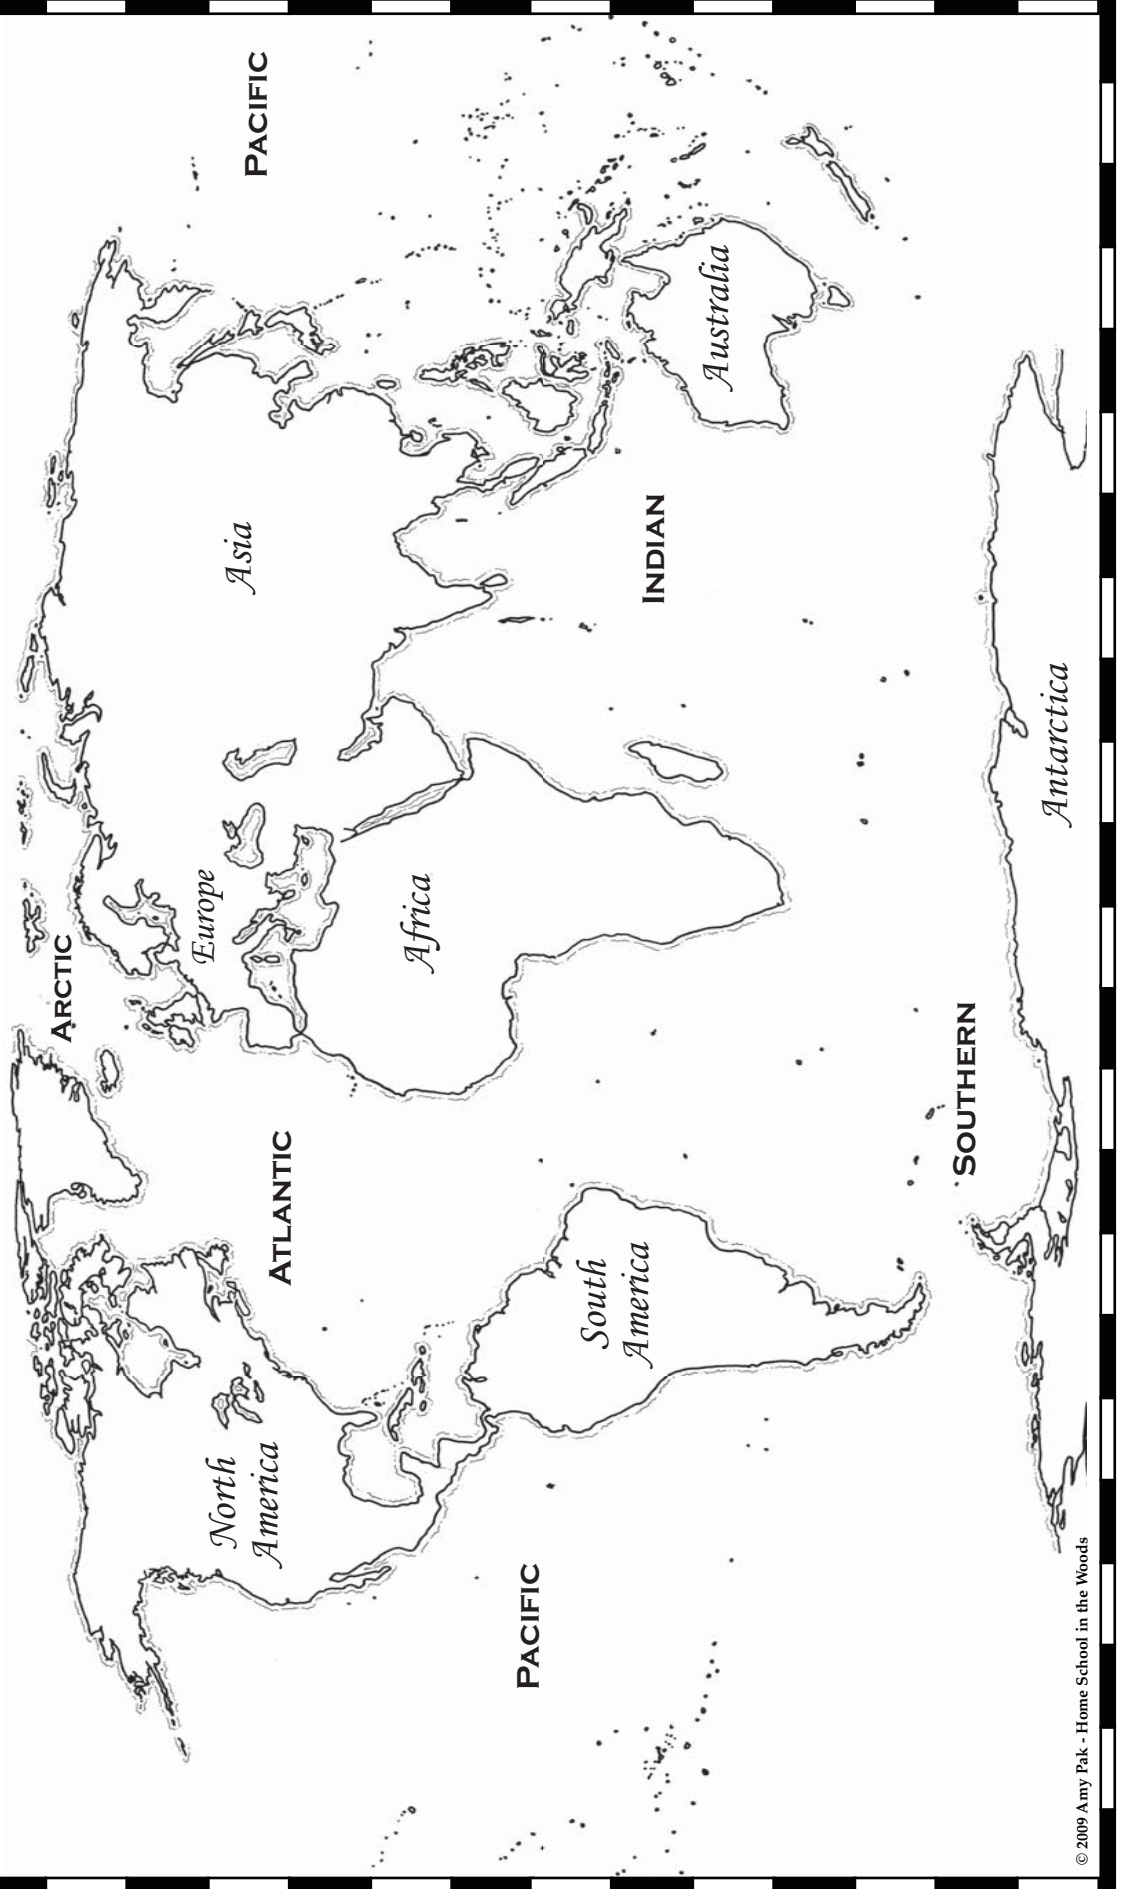 ARCTIC
North
America
Europe
Asia
PACIFIC
ATLANTIC
Africa
PACIFIC
South
America
INDIAN
Australia
SOUTHERN
Antarctica
© 2009 Amy Pak - Home School in the Woods